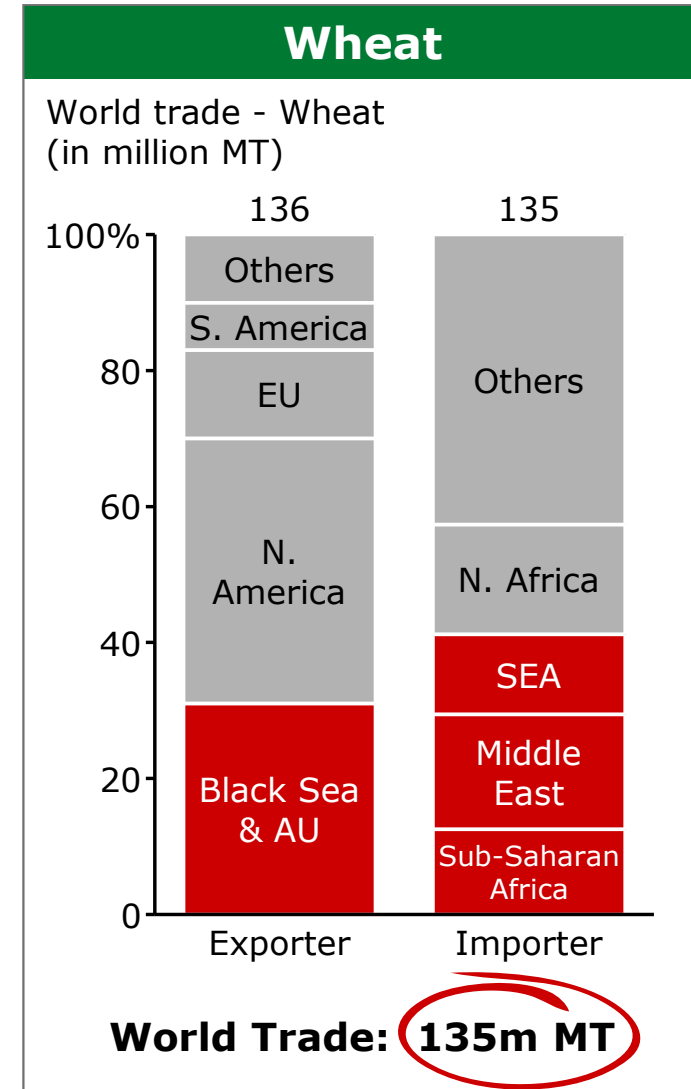 Wheat
World trade - Wheat
(in million MT)
136
135
100%
80
60
40
20
0
Others
S. America
EU
N.
America
Black Sea
& AU
Others
N. Africa
SEA
Middle
East
Sub-Saharan
Africa
Exporter
Importer
World Trade: 135m MT